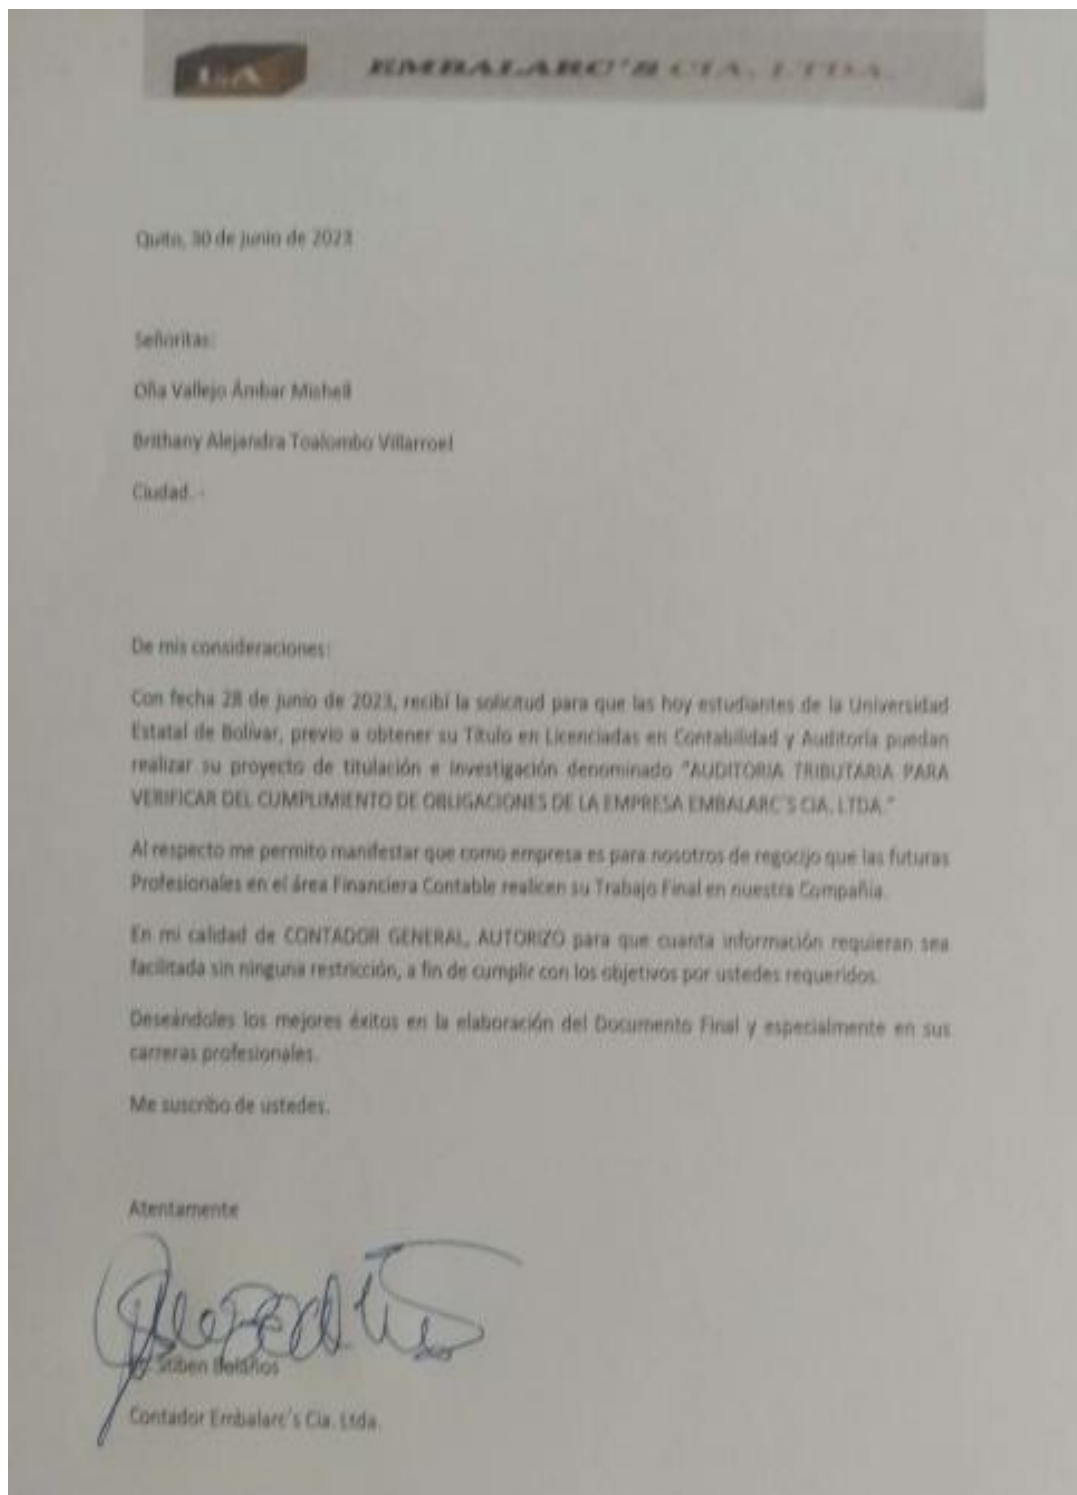 EMBALARC'S CIA. LTDA.
Quito, 30 de junio de 2023
Señoritas:
Oña Vallejo Ámbar Mishell
Brithany Alejandra Toalombo Villarroel
Ciudad. -
De mis consideraciones:
Con fecha 28 de junio de 2023, recibí la solicitud para que las hoy estudiantes de la Universidad
Estatal de Bolívar, previo a obtener su Título en Licenciadas en Contabilidad y Auditoría puedan
realizar su proyecto de titulación e investigación denominado "AUDITORIA TRIBUTARIA PARA
VERIFICAR DEL CUMPLIMIENTO DE OBLIGACIONES DE LA EMPRESA EMBALARC´S CIA. LTDA."
Al respecto me permito manifestar que como empresa es para nosotros de regocijo que las futuras
Profesionales en el área Financiera Contable realicen su Trabajo Final en nuestra Compañía.
En mi calidad de CONTADOR GENERAL, AUTORIZO para que cuanta información requieran sea
facilitada sin ninguna restricción, a fin de cumplir con los objetivos por ustedes requeridos.
Deseándoles los mejores éxitos en la elaboración del Documento Final y especialmente en sus
carreras profesionales.
Me suscribo de ustedes.
Atentamente
Stiben Bolaños
Contador Embalarc´s Cia. Ltda.